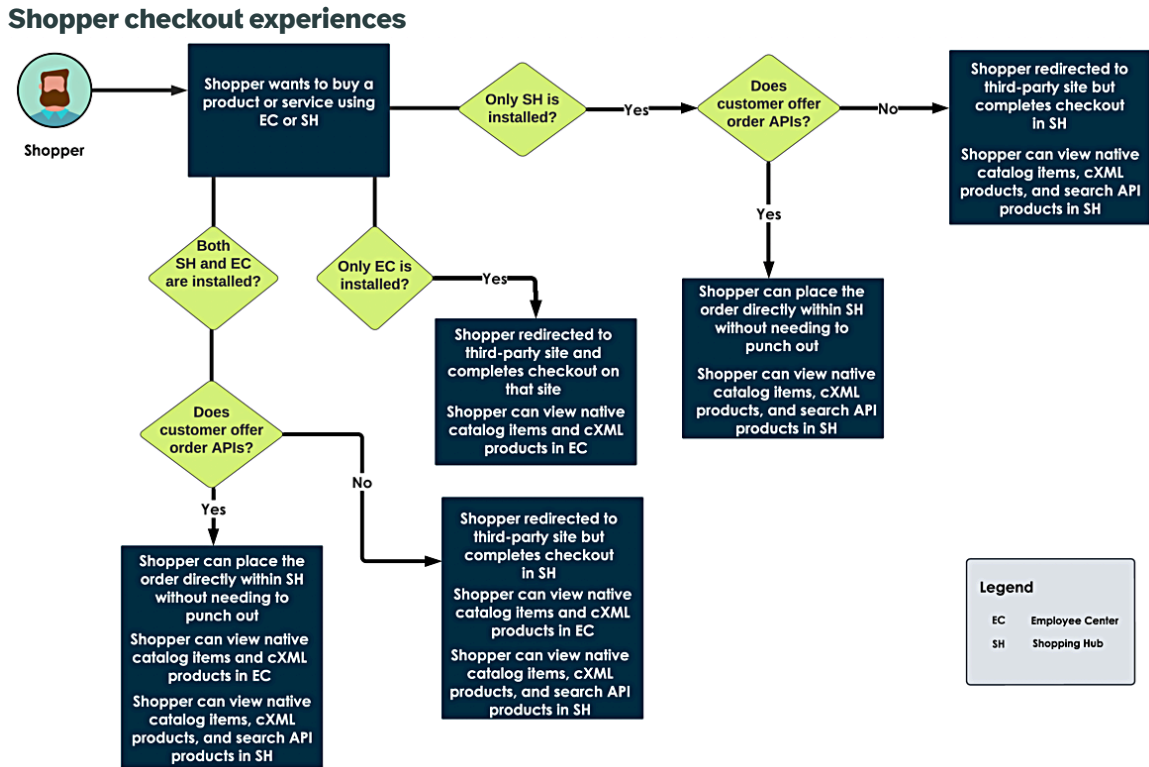 Shopper checkout experiences
Shopper
Shopper wants to buy a
product or service using
EC or SH
Only SH is
installed?
Yes
Does
customer offer
order APIs?
No
Shopper redirected to
third-party site but
completes checkout
in SH
Shopper can view native
catalog items, cXML
products, and search API
products in SH
Yes
Shopper can place the
order directly within SH
without needing to
punch out
Shopper can view native
catalog items, cXML
products, and search API
products in SH
Both
SH and EC
are installed?
Only EC is
installed?
Yes
Shopper redirected to
third-party site and
completes checkout on
that site
Shopper can view native
catalog items and cXML
products in EC
Does
customer offer
order APIs?
No
Yes
Shopper can place the
order directly within SH
without needing to
punch out
Shopper can view native
catalog items and cXML
products in EC
Shopper can view native
catalog items, cXML
products, and search API
products in SH
Shopper redirected to
third-party site but
completes checkout
in SH
Shopper can view native
catalog items and cXML
products in EC
Shopper can view native
catalog items, cXML
products, and search API
products in SH
Legend
EC Employee Center
SH Shopping Hub